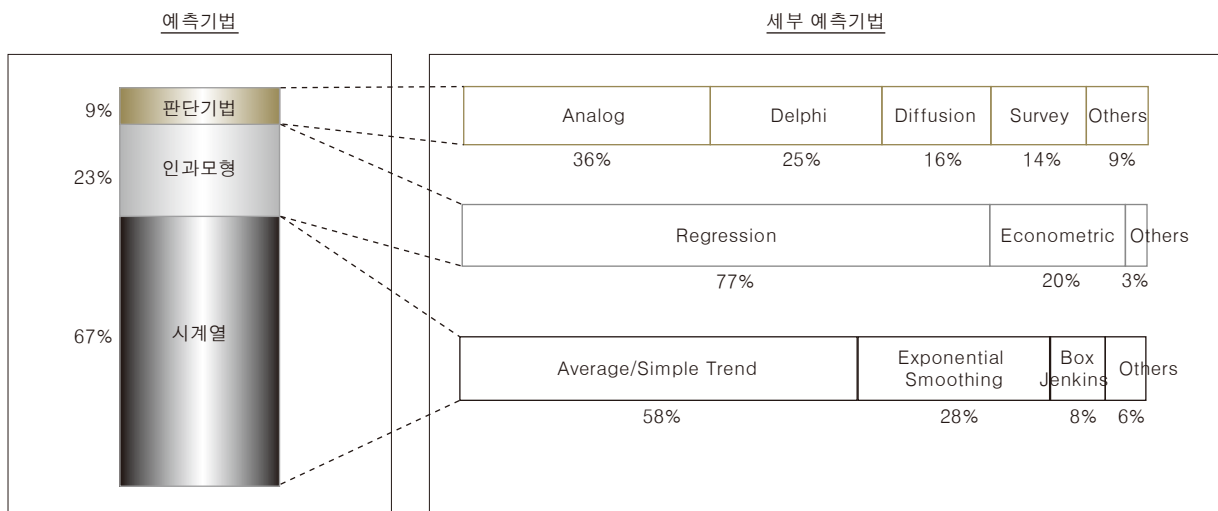 예측기법
세부 예측기법
9%
판단기법
23%
인과모형
67%
시계열
Analog Delphi Diffusion Survey Others
36% 25% 16% 14% 9%
Regression Econometric Others
77% 20% 3%
Average/Simple Trend
Exponential
Smoothing
Box
Jenkins
Others
58% 28% 8% 6%